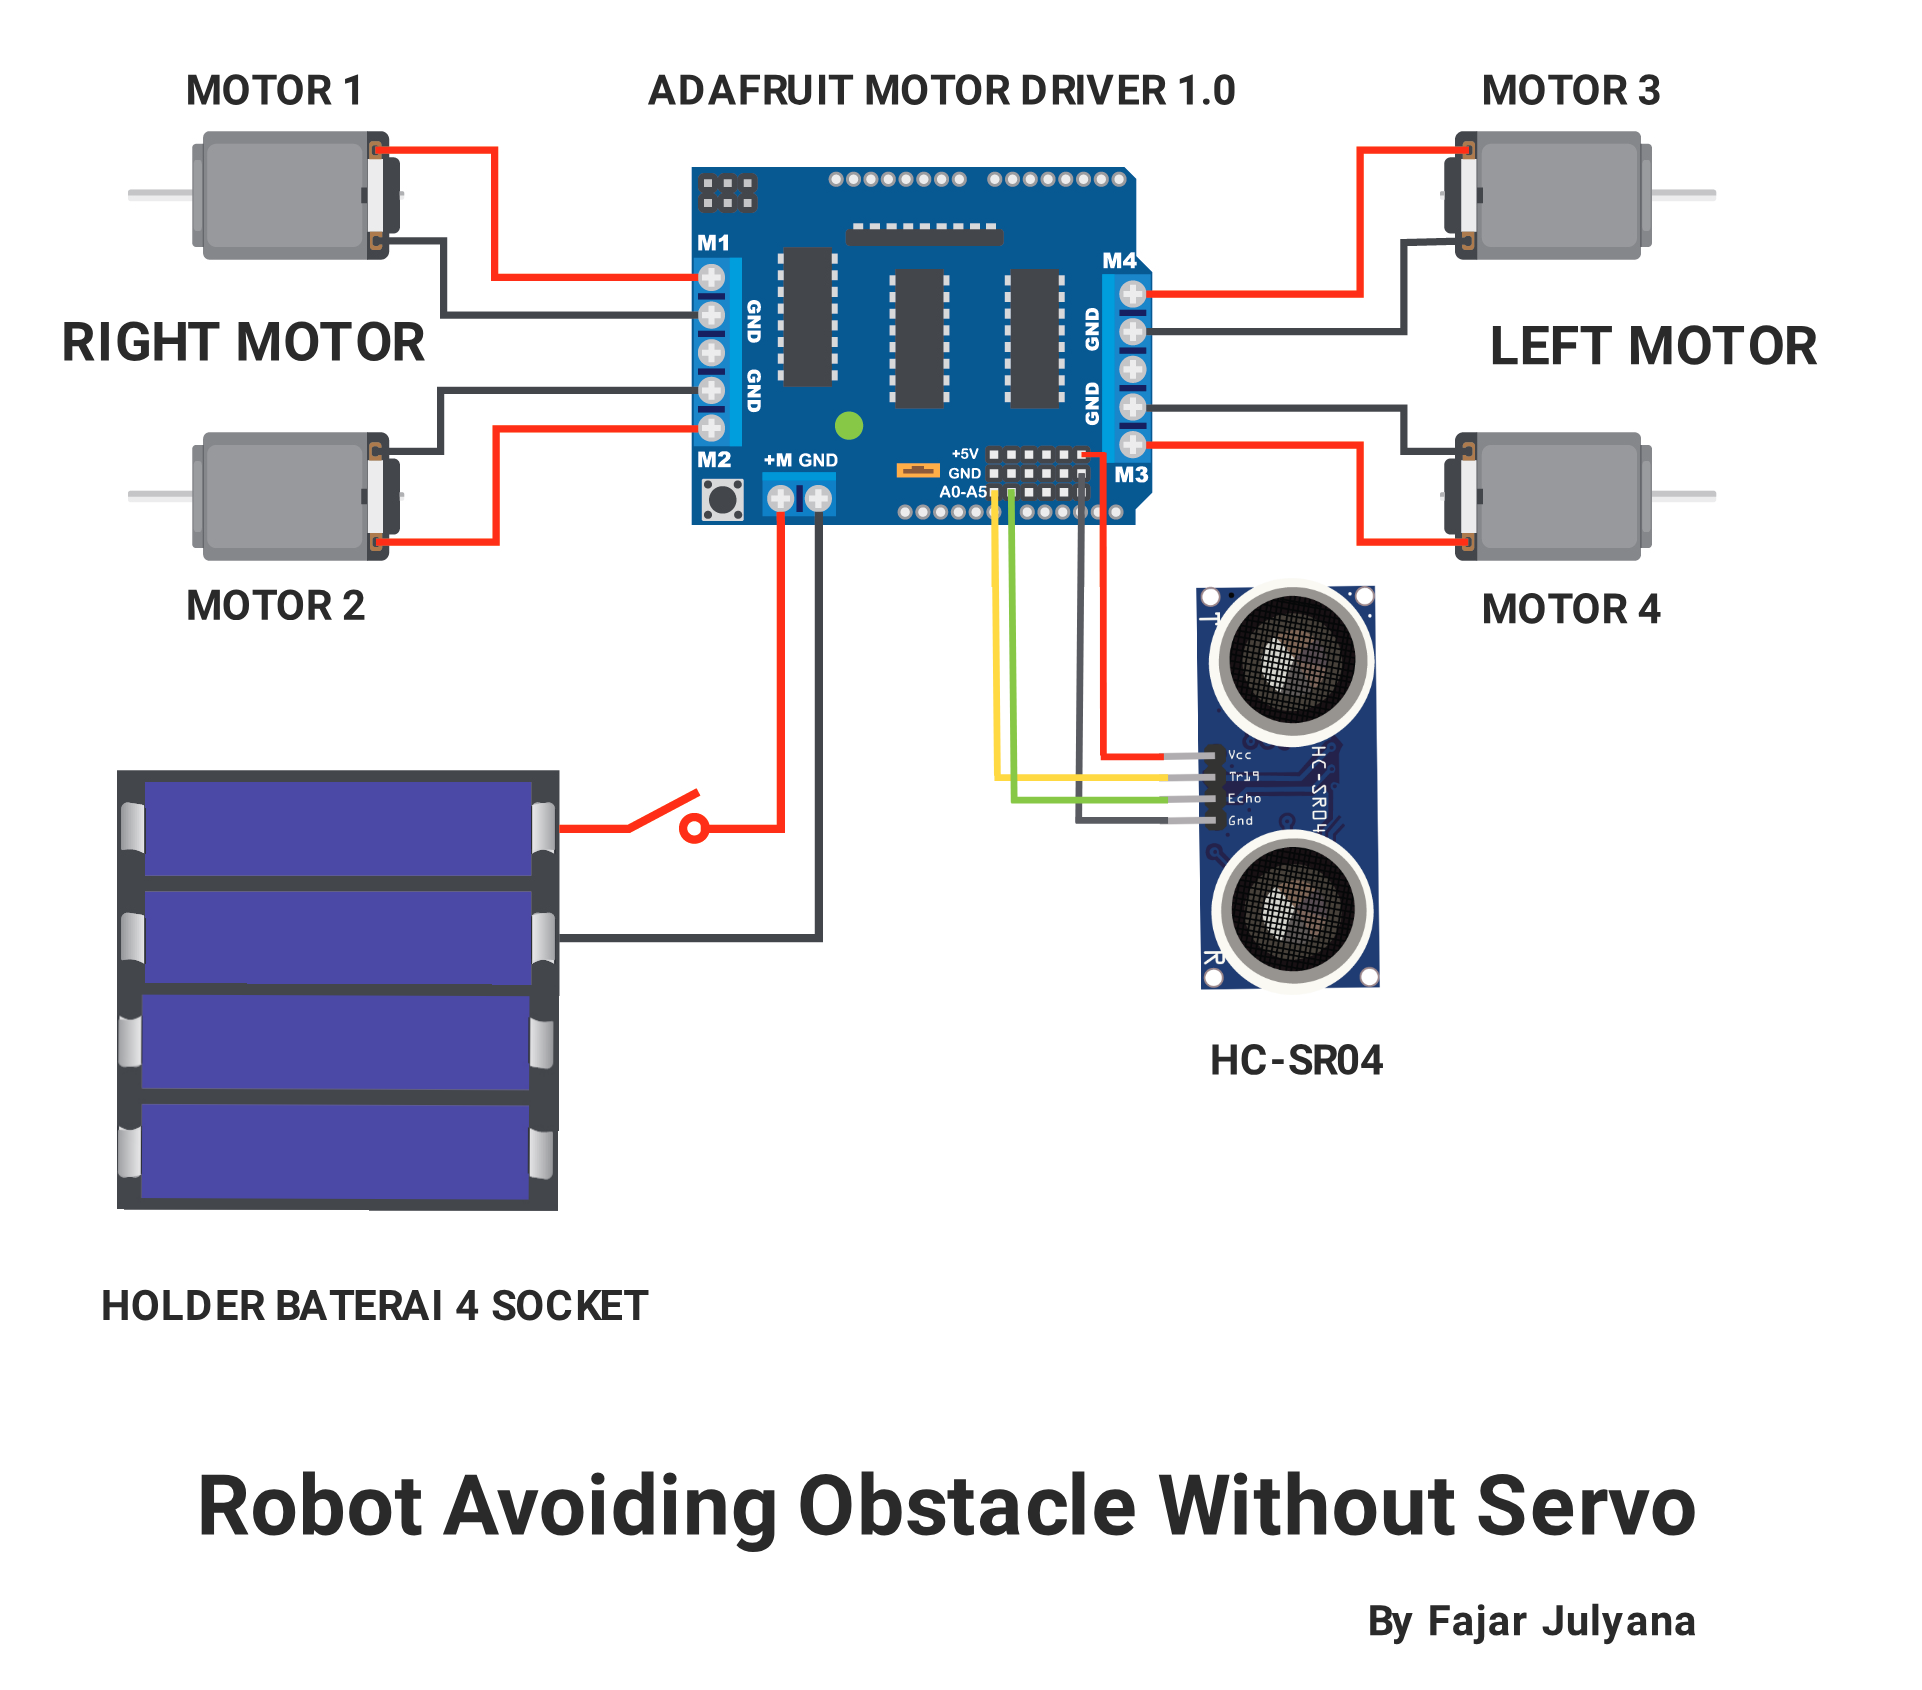 MOTOR 1
ADAFRUIT MOTOR DRIVER 1.0
MOTOR 3
M1
M4
GND
GND
RIGHT MOTOR
LEFT MOTOR
GND
GND
M2
+M GND
+5V
GND
A0-A5
M3
MOTOR 2
MOTOR 4
T
Vcc
Tr19
Echo
Gnd
HC-SR04
R
HC-SR04
HOLDER BATERAI 4 SOCKET
Robot Avoiding Obstacle Without Servo
By Fajar Julyana